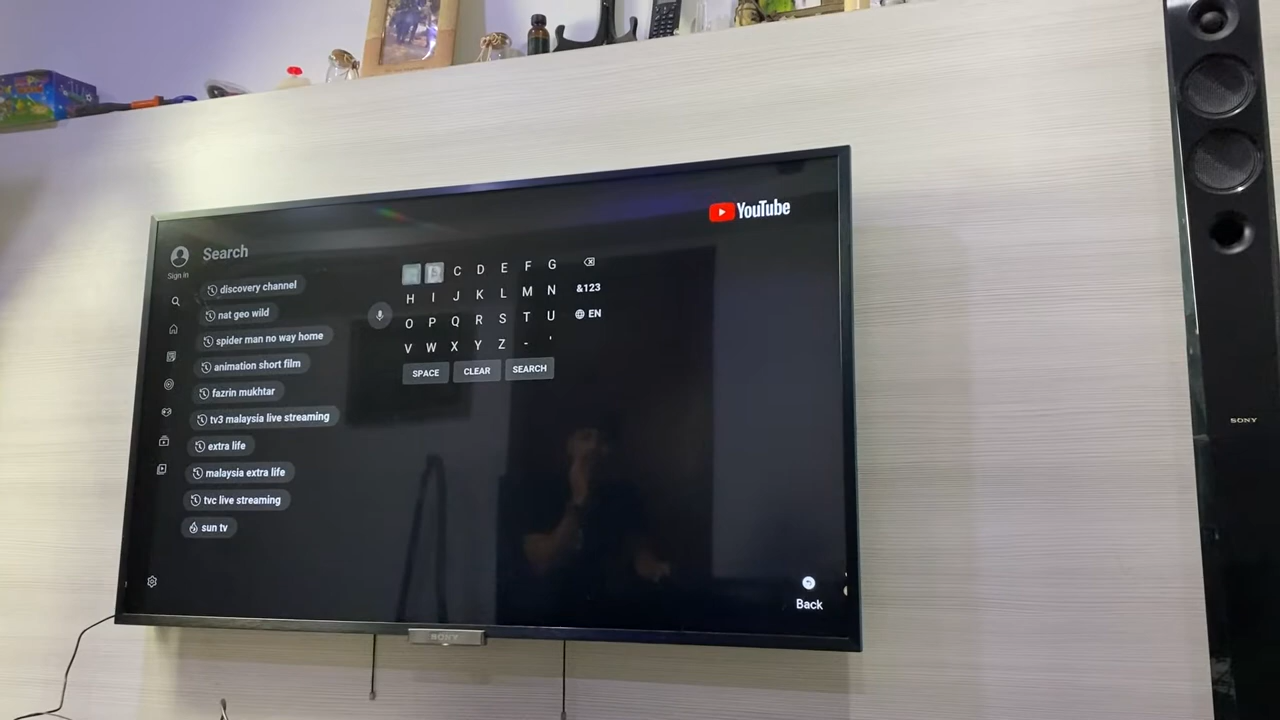 YouTube
Search
Sign in
discovery channel
nat geo wild
spider man no way home
animation short film
fazrin mukhtar
tv3 malaysia live streaming
extra life
malaysia extra life
tvc live streaming
sun tv
B C D E F G
H I J K L M N &123
O P Q R S T U EN
V W X Y Z - '
SPACE CLEAR SEARCH
Back
SONY
SONY